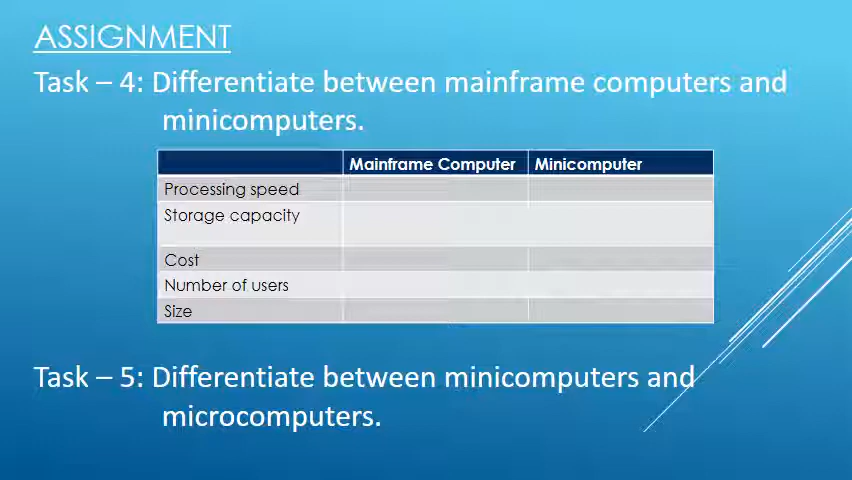 ASSIGNMENT
Task – 4: Differentiate between mainframe computers and
minicomputers.
Mainframe Computer Minicomputer
Processing speed
Storage capacity
Cost
Number of users
Size
Task – 5: Differentiate between minicomputers and
microcomputers.